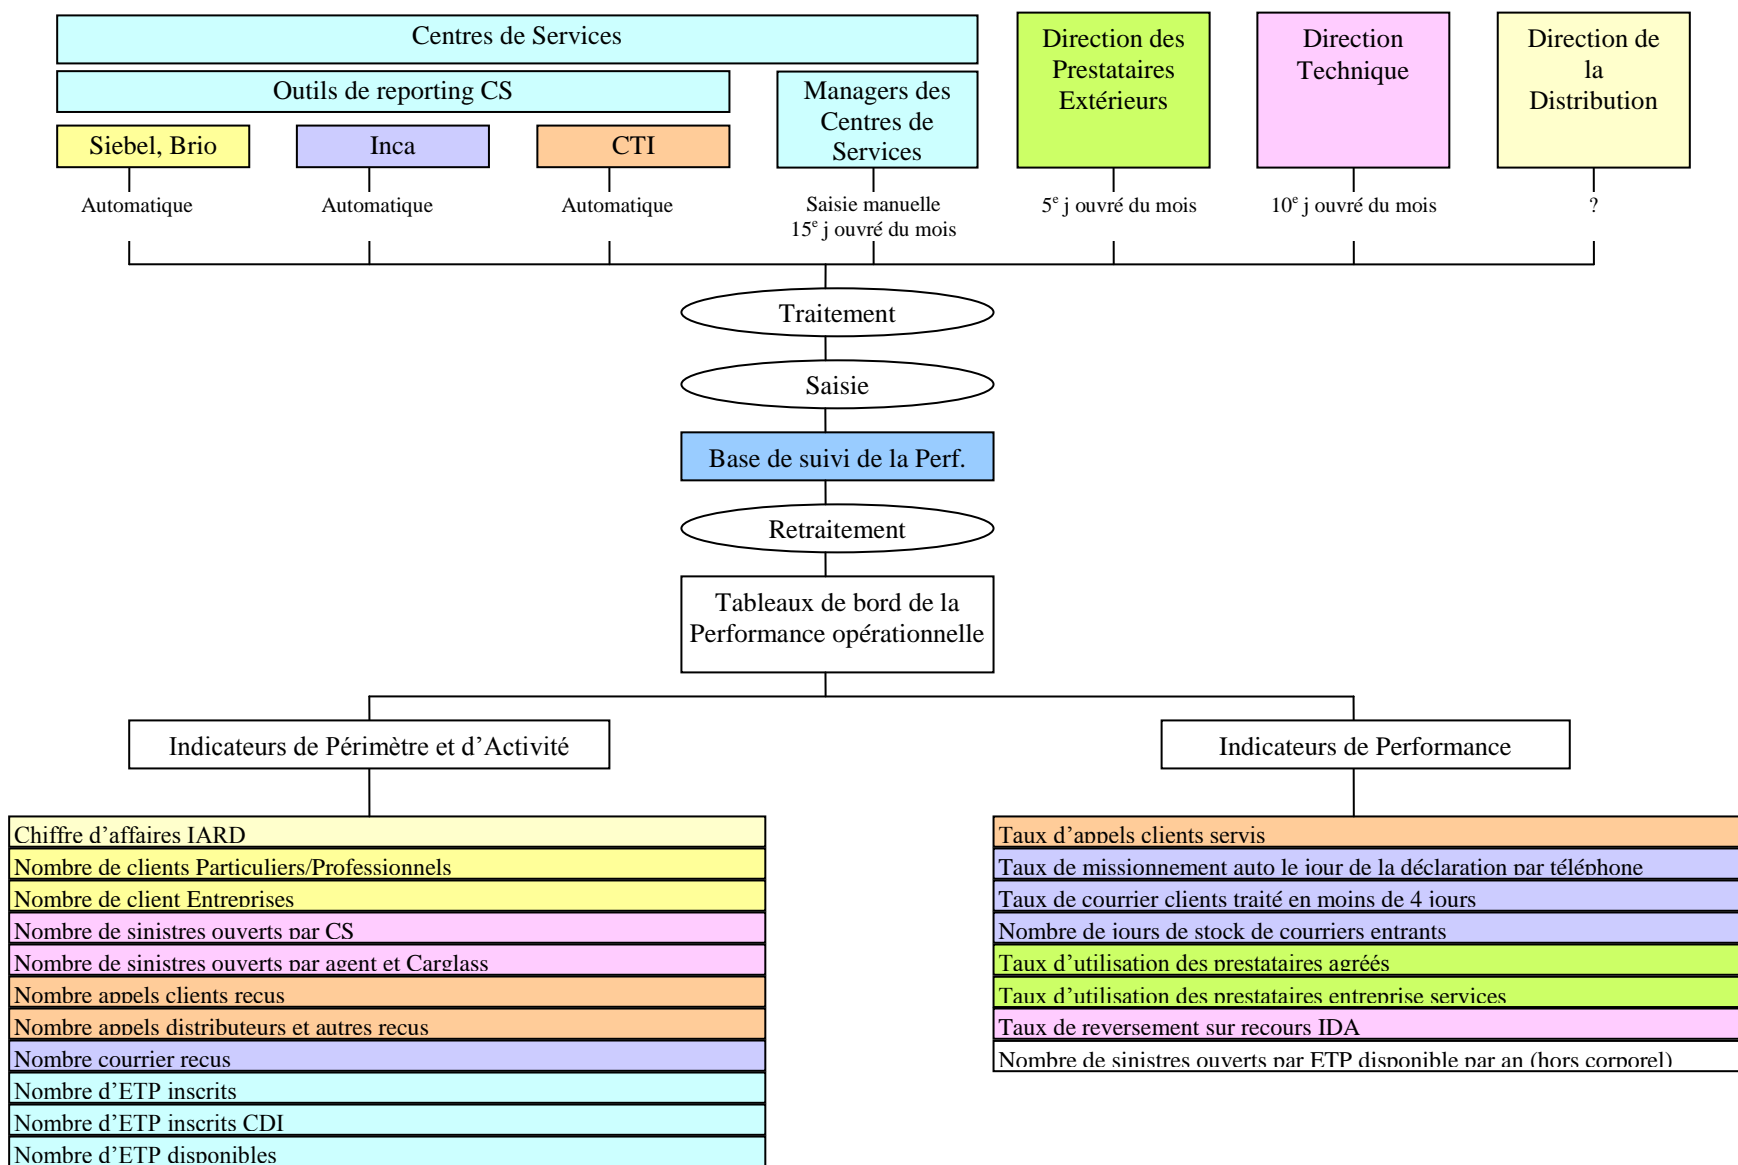 Centres de Services
Outils de reporting CS
Siebel, Brio
Inca
CTI
Managers des
Centres de
Services
Direction des
Prestataires
Extérieurs
Direction
Technique
Direction de
la
Distribution
Automatique
Automatique
Automatique
Saisie manuelle
15e j ouvré du mois
5e j ouvré du mois
10e j ouvré du mois
?
Traitement
Saisie
Base de suivi de la Perf.
Retraitement
Tableaux de bord de la
Performance opérationnelle
Indicateurs de Périmètre et d’Activité
Chiffre d’affaires IARD
Nombre de clients Particuliers/Professionnels
Nombre de client Entreprises
Nombre de sinistres ouverts par CS
Nombre de sinistres ouverts par agent et Carglass
Nombre appels clients reçus
Nombre appels distributeurs et autres reçus
Nombre courrier reçus
Nombre d’ETP inscrits
Nombre d’ETP inscrits CDI
Nombre d’ETP disponibles
Indicateurs de Performance
Taux d’appels clients servis
Taux de missionnement auto le jour de la déclaration par téléphone
Taux de courrier clients traité en moins de 4 jours
Nombre de jours de stock de courriers entrants
Taux d’utilisation des prestataires agréés
Taux d’utilisation des prestataires entreprise services
Taux de reversement sur recours IDA
Nombre de sinistres ouverts par ETP disponible par an (hors corporel)